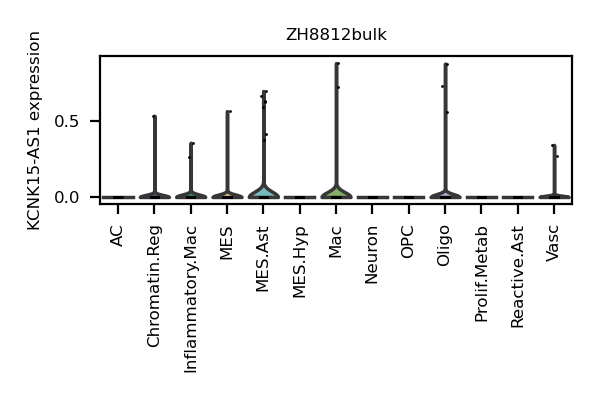 ZH8812bulk
KCNK15-AS1 expression
0.5
0.0
AC
Chromatin.Reg
Inflammatory.Mac
MES
MES.Ast
MES.Hyp
Mac
Neuron
OPC
Oligo
Prolif.Metab
Reactive.Ast
Vasc